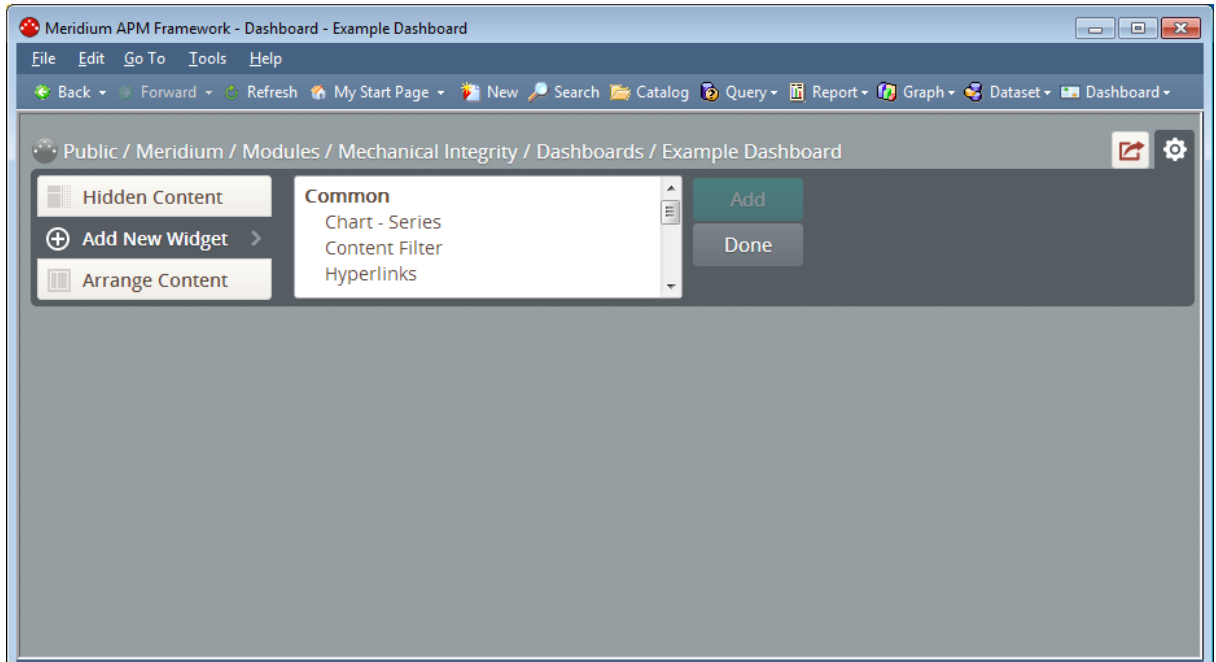 Meridium APM Framework - Dashboard - Example Dashboard
File Edit Go To Tools Help
Back Forward Refresh My Start Page New Search Catalog Query Report Graph Dataset Dashboard
Public / Meridium / Modules / Mechanical Integrity / Dashboards / Example Dashboard
Hidden Content
Add New Widget
Arrange Content
Common
Chart - Series
Content Filter
Hyperlinks
Add
Done